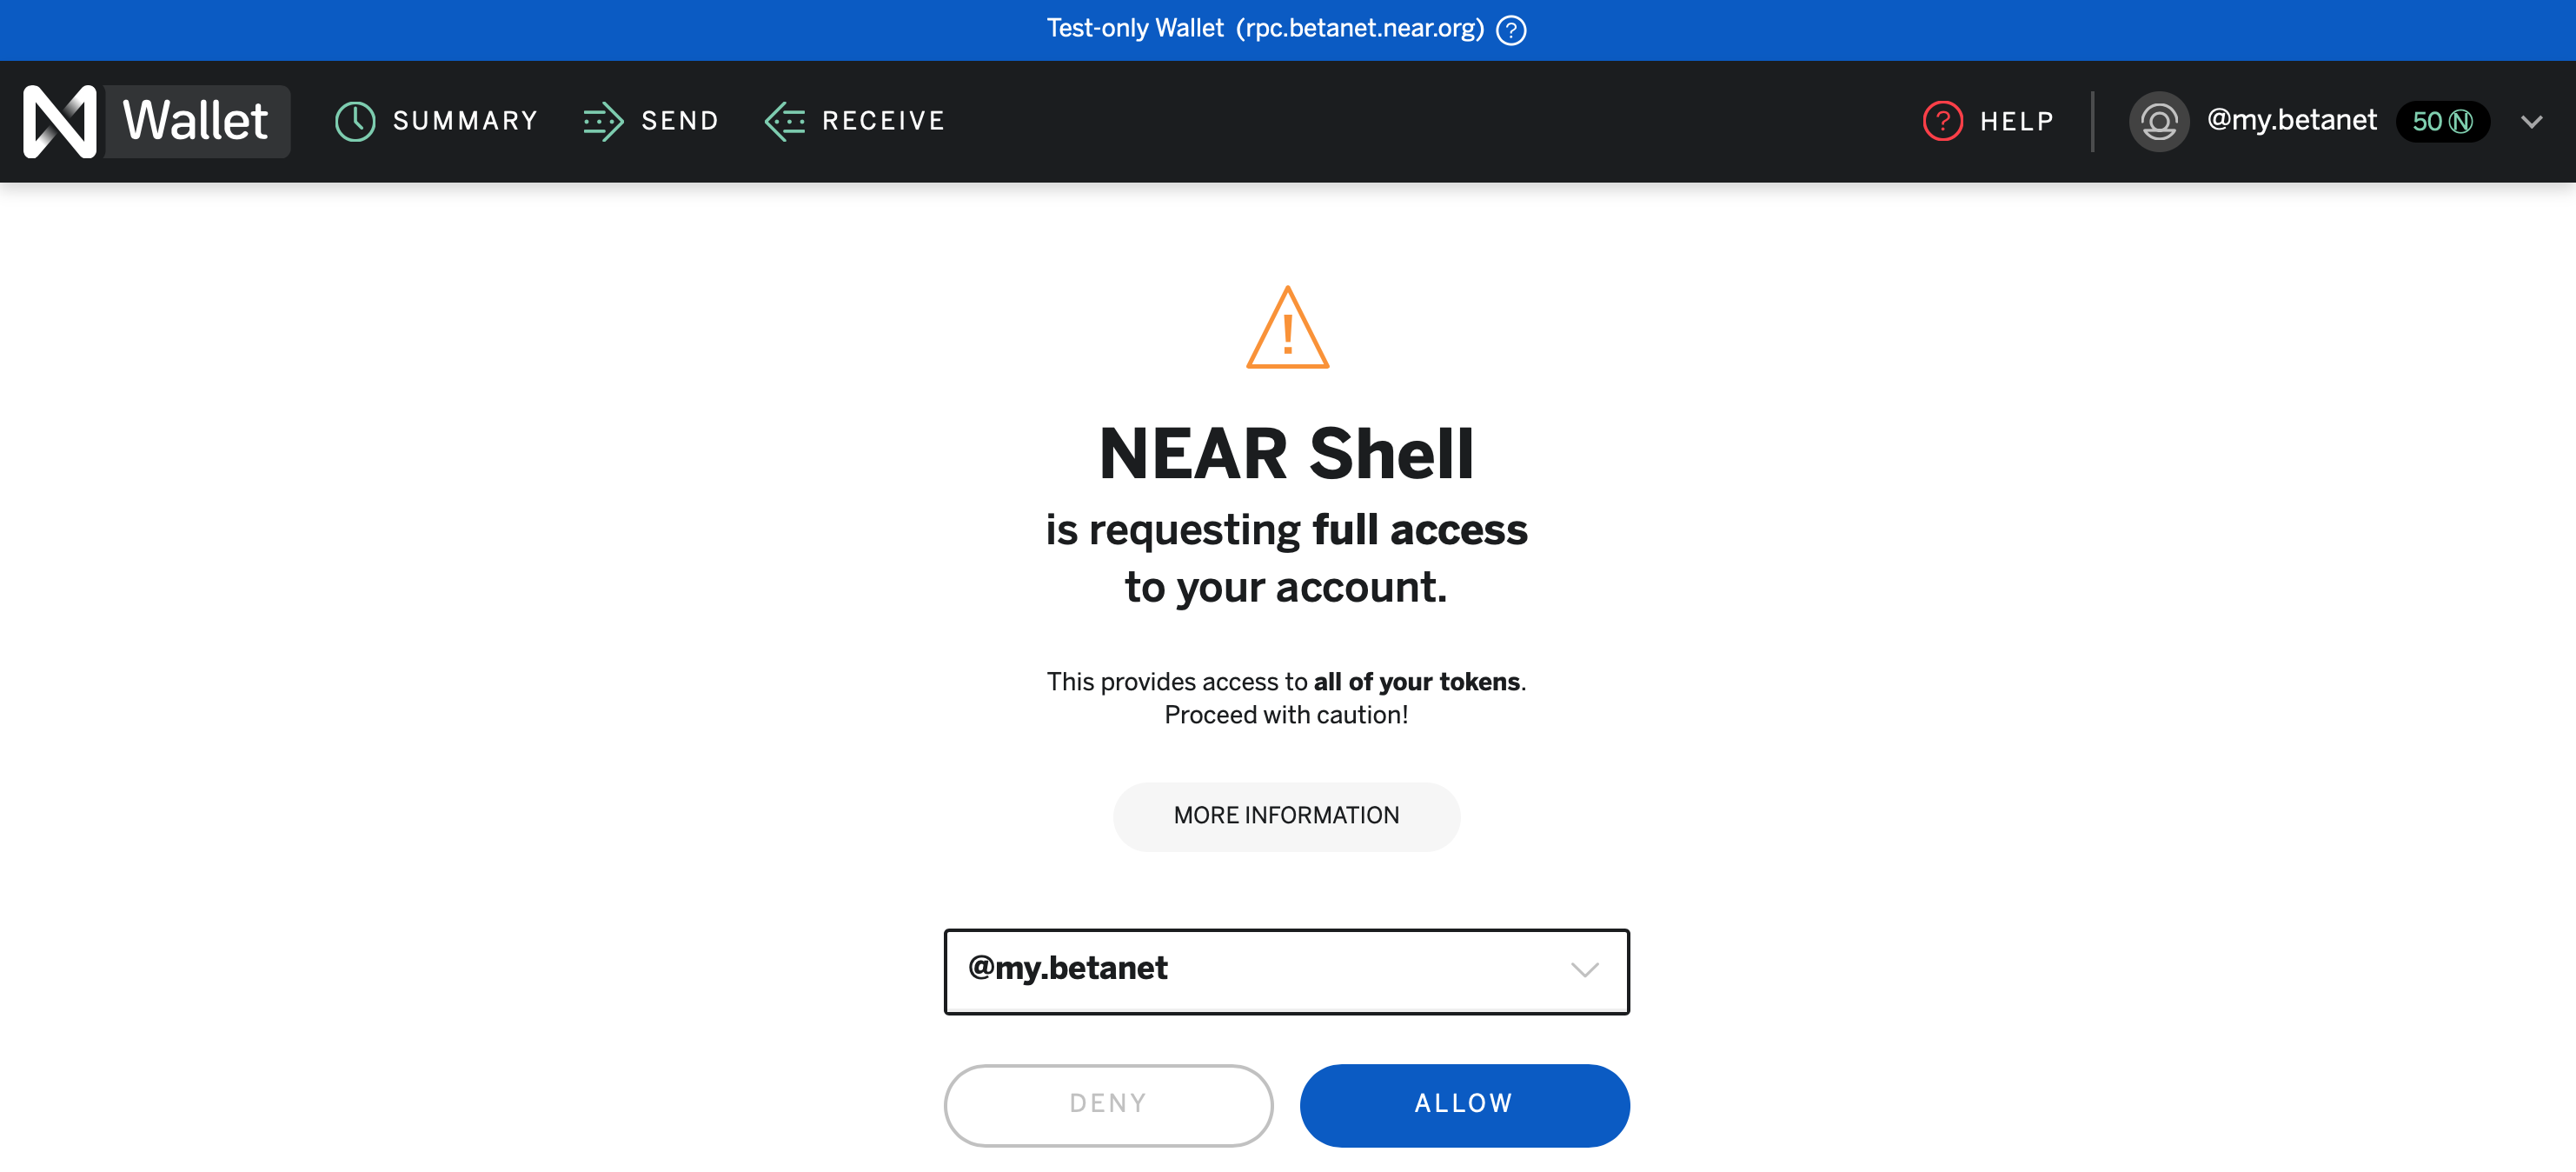 Test-only Wallet (rpc.betanet.near.org) ?
N Wallet SUMMARY SEND RECEIVE ? HELP @my.betanet 50 N
!
NEAR Shell
is requesting full access
to your account.
This provides access to all of your tokens.
Proceed with caution!
MORE INFORMATION
@my.betanet
DENY ALLOW